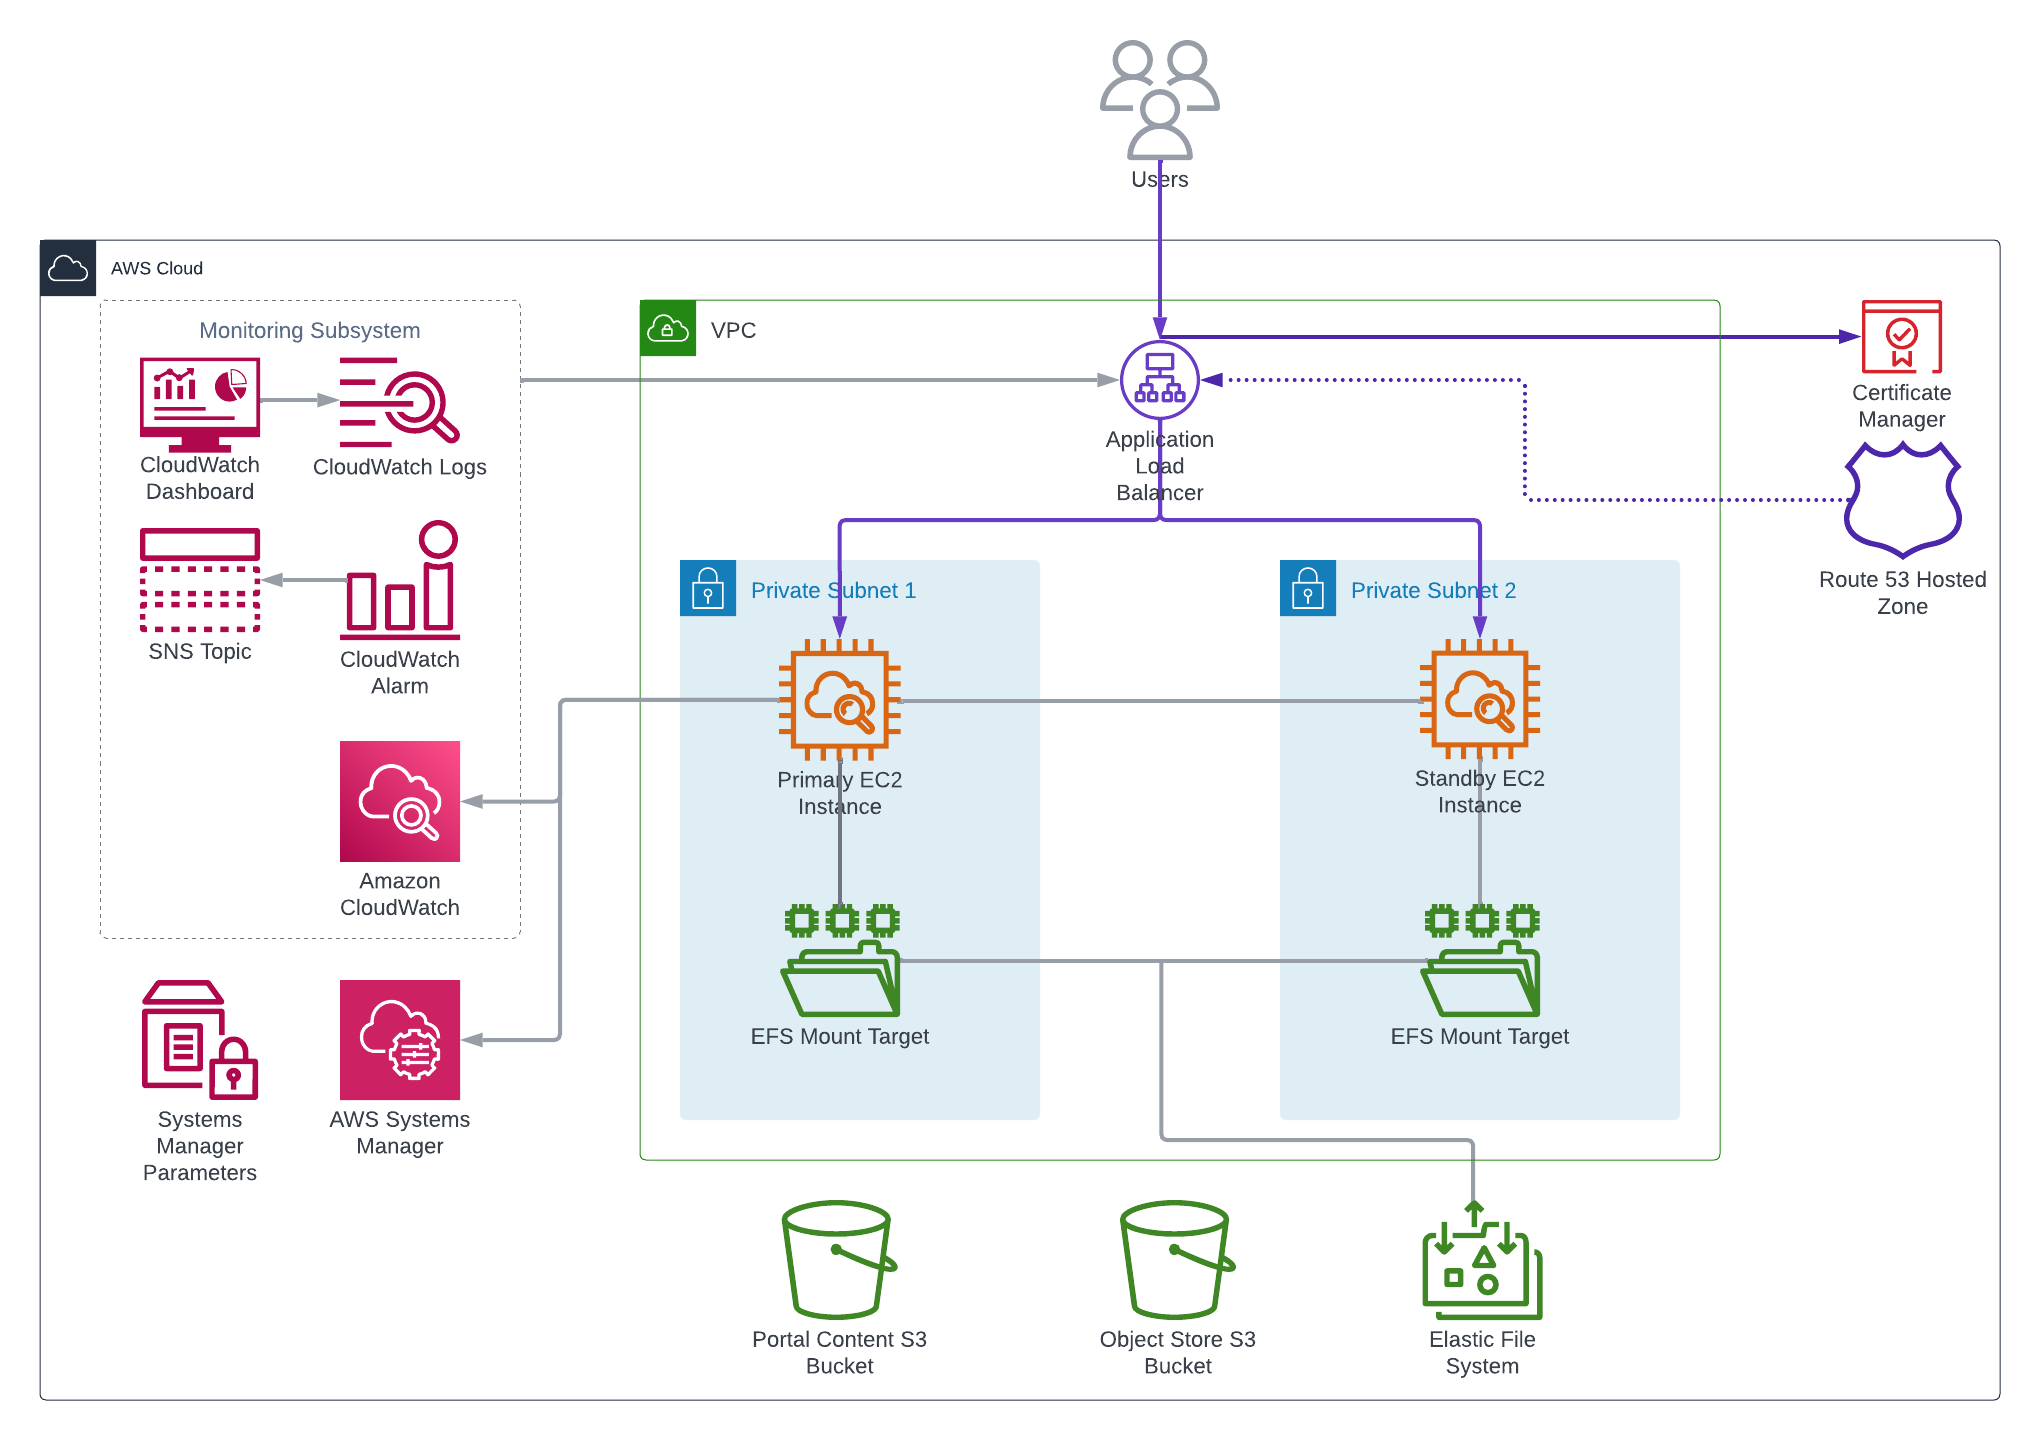 Users
AWS Cloud
Monitoring Subsystem
VPC
CloudWatch
Dashboard
CloudWatch Logs
Certificate
Manager
Application
Load
Balancer
SNS Topic
CloudWatch
Alarm
Private Subnet 1
Private Subnet 2
Route 53 Hosted
Zone
Primary EC2
Instance
Standby EC2
Instance
Amazon
CloudWatch
EFS Mount Target
EFS Mount Target
Systems
Manager
Parameters
AWS Systems
Manager
Portal Content S3
Bucket
Object Store S3
Bucket
Elastic File
System